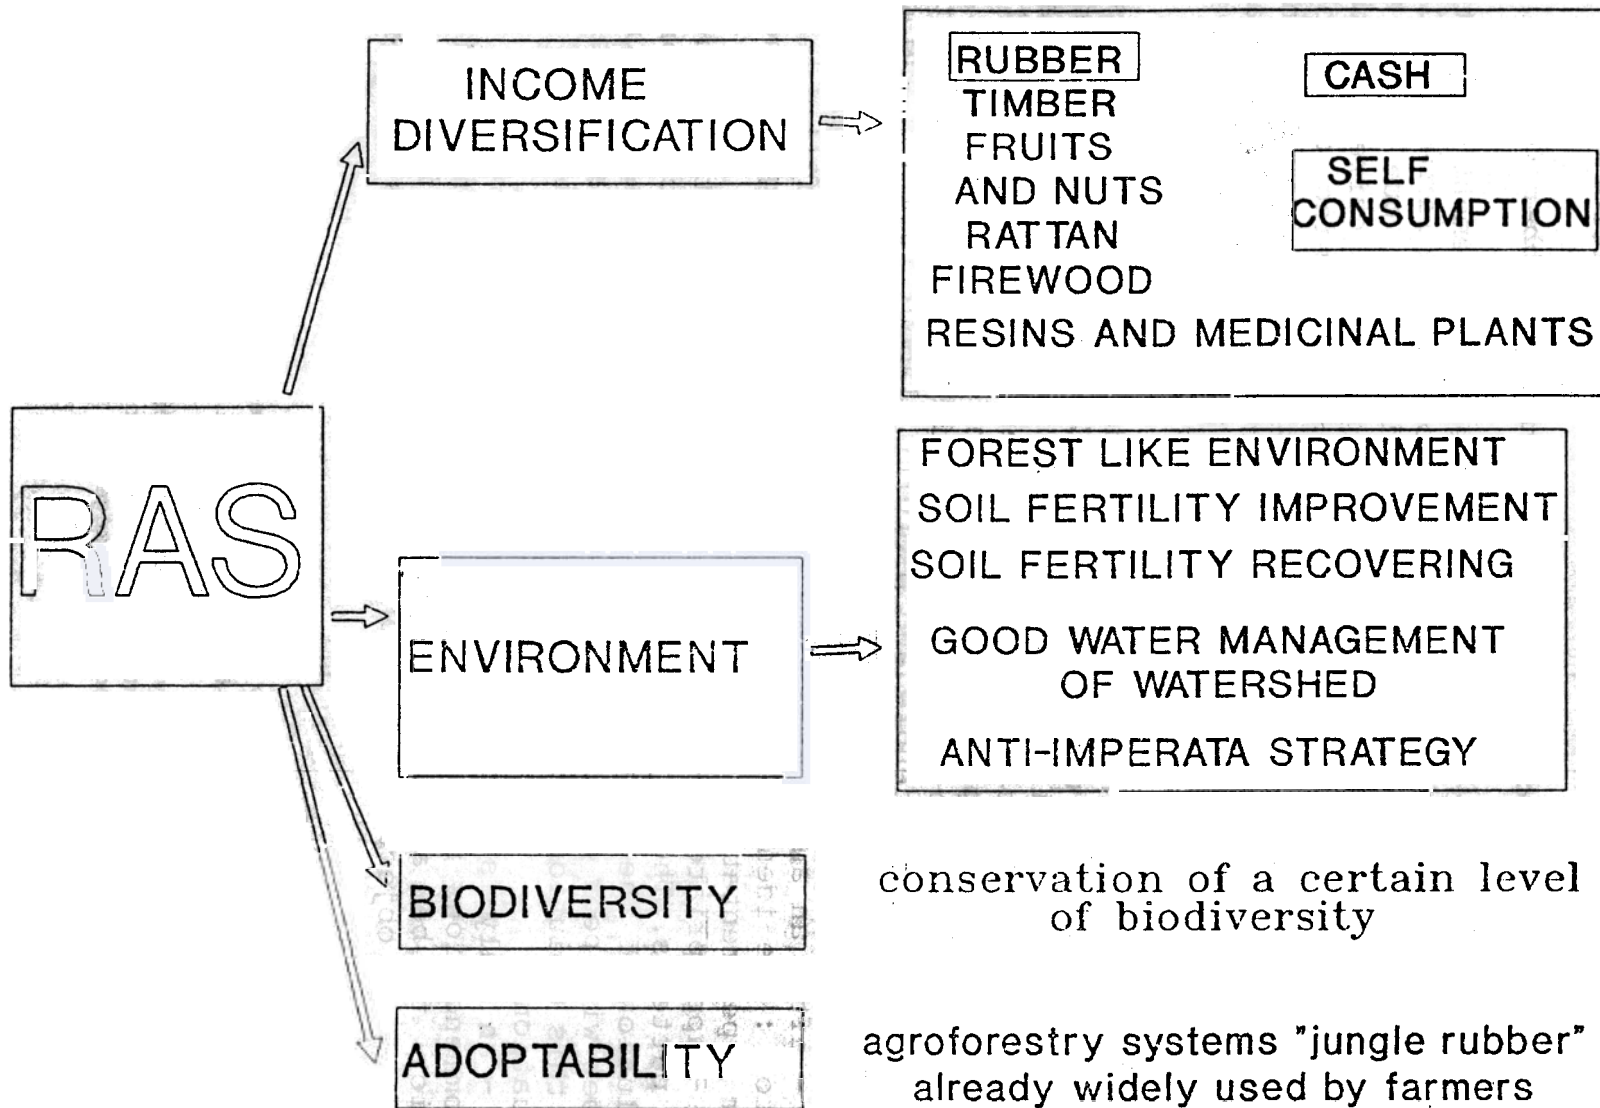 RAS
INCOME
DIVERSIFICATION
RUBBER
TIMBER
FRUITS
AND NUTS
RATTAN
FIREWOOD
RESINS AND MEDICINAL PLANTS
CASH
SELF
CONSUMPTION
ENVIRONMENT
FOREST LIKE ENVIRONMENT
SOIL FERTILITY IMPROVEMENT
SOIL FERTILITY RECOVERING
GOOD WATER MANAGEMENT
OF WATERSHED
ANTI-IMPERATA STRATEGY
BIODIVERSITY
conservation of a certain level
of biodiversity
ADOPTABILITY
agroforestry systems "jungle rubber"
already widely used by farmers